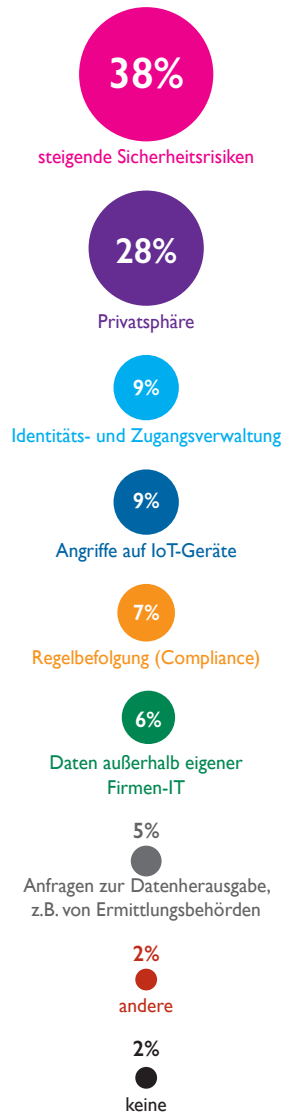 38%
steigende Sicherheitsrisiken
28%
Privatsphäre
9%
Identitäts- und Zugangsverwaltung
9%
Angriffe auf IoT-Geräte
7%
Regelbefolgung (Compliance)
6%
Daten außerhalb eigener
Firmen-IT
5%
Anfragen zur Datenherausgabe,
z.B. von Ermittlungsbehörden
2%
andere
2%
keine